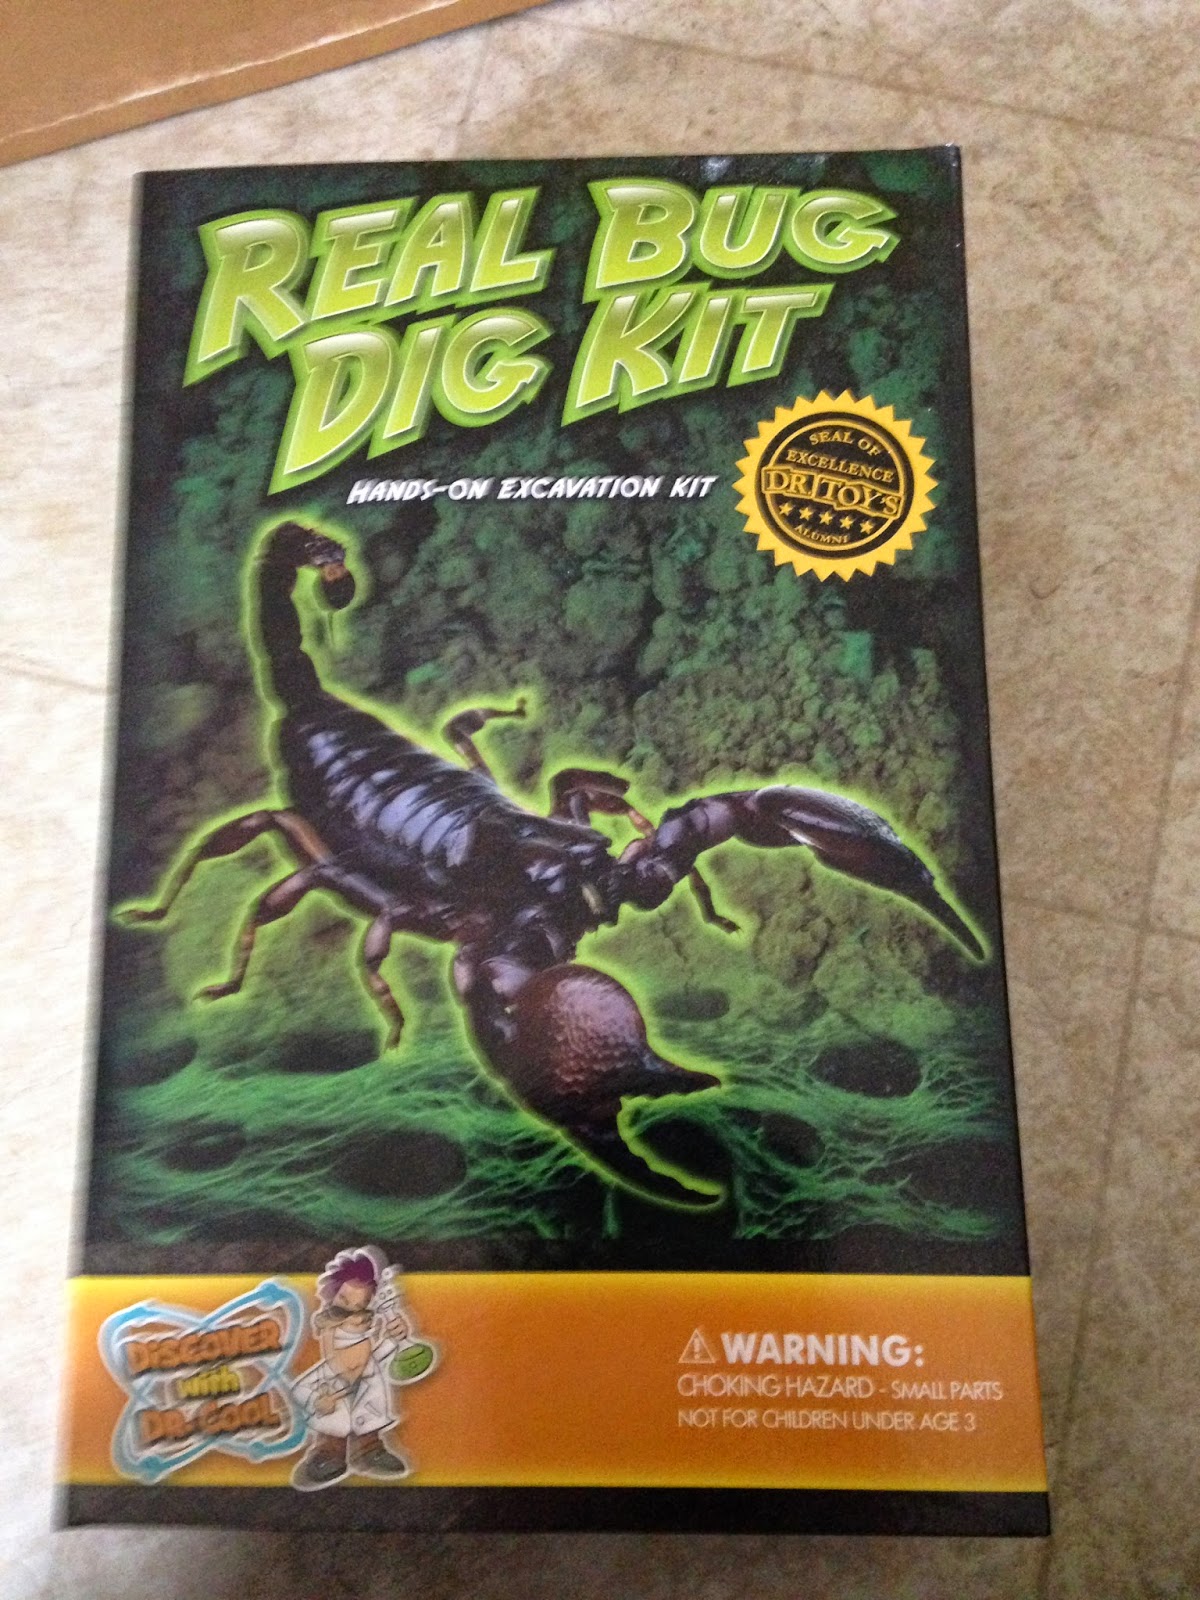 REAL BUG
DIG KIT
HANDS-ON EXCAVATION KIT
SEAL OF
EXCELLENCE
DR TOY'S
ALUMNI
DISCOVER
with
DR. COOL
WARNING:
CHOKING HAZARD - SMALL PARTS
NOT FOR CHILDREN UNDER AGE 3